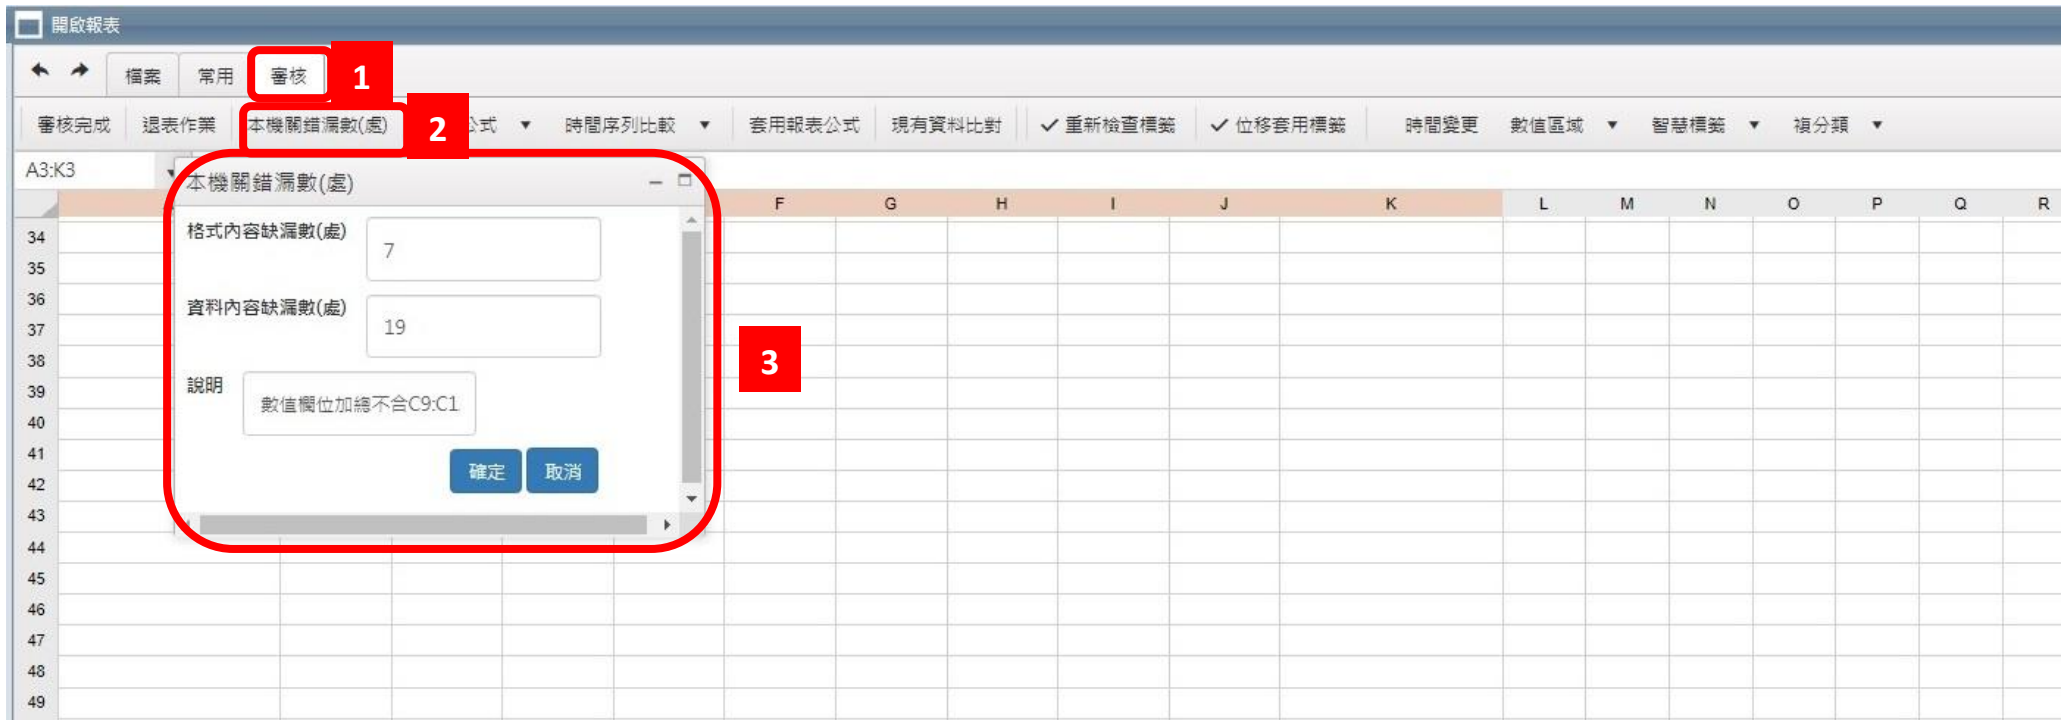 開啟報表
檔案 常用 審核 1
審核完成 退表作業 本機關錯漏數(處) 2 公式 時間序列比較 套用報表公式 現有資料比對 重新檢查標籤 位移套用標籤 時間變更 數值區域 智慧標籤 複分類
A3:K3
本機關錯漏數(處)
F G H I J K L M N O P Q R
格式內容缺漏數(處)
7
資料內容缺漏數(處)
19
說明
數值欄位加總不合C9:C1
確定 取消
3
34
35
36
37
38
39
40
41
42
43
44
45
46
47
48
49